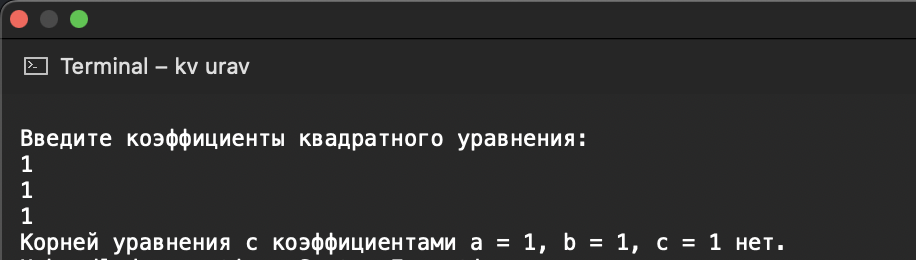 Terminal – kv urav
Введите коэффициенты квадратного уравнения:
1
1
1
Корней уравнения с коэффициентами a = 1, b = 1, c = 1 нет.